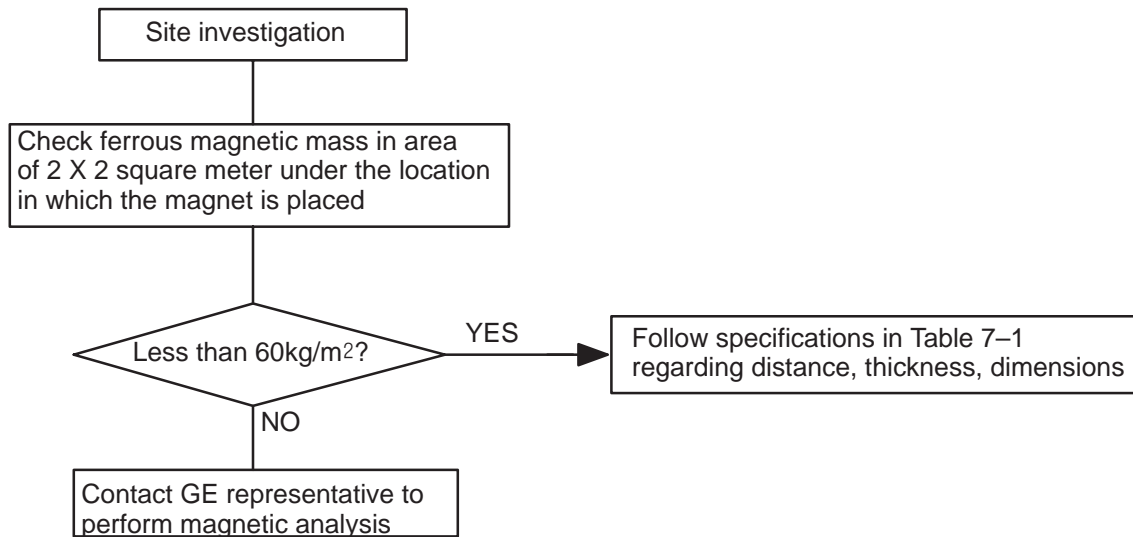 Site investigation
Check ferrous magnetic mass in area
of 2 X 2 square meter under the location
in which the magnet is placed
Less than 60kg/m2?
YES
Follow specifications in Table 7–1
regarding distance, thickness, dimensions
NO
Contact GE representative to
perform magnetic analysis